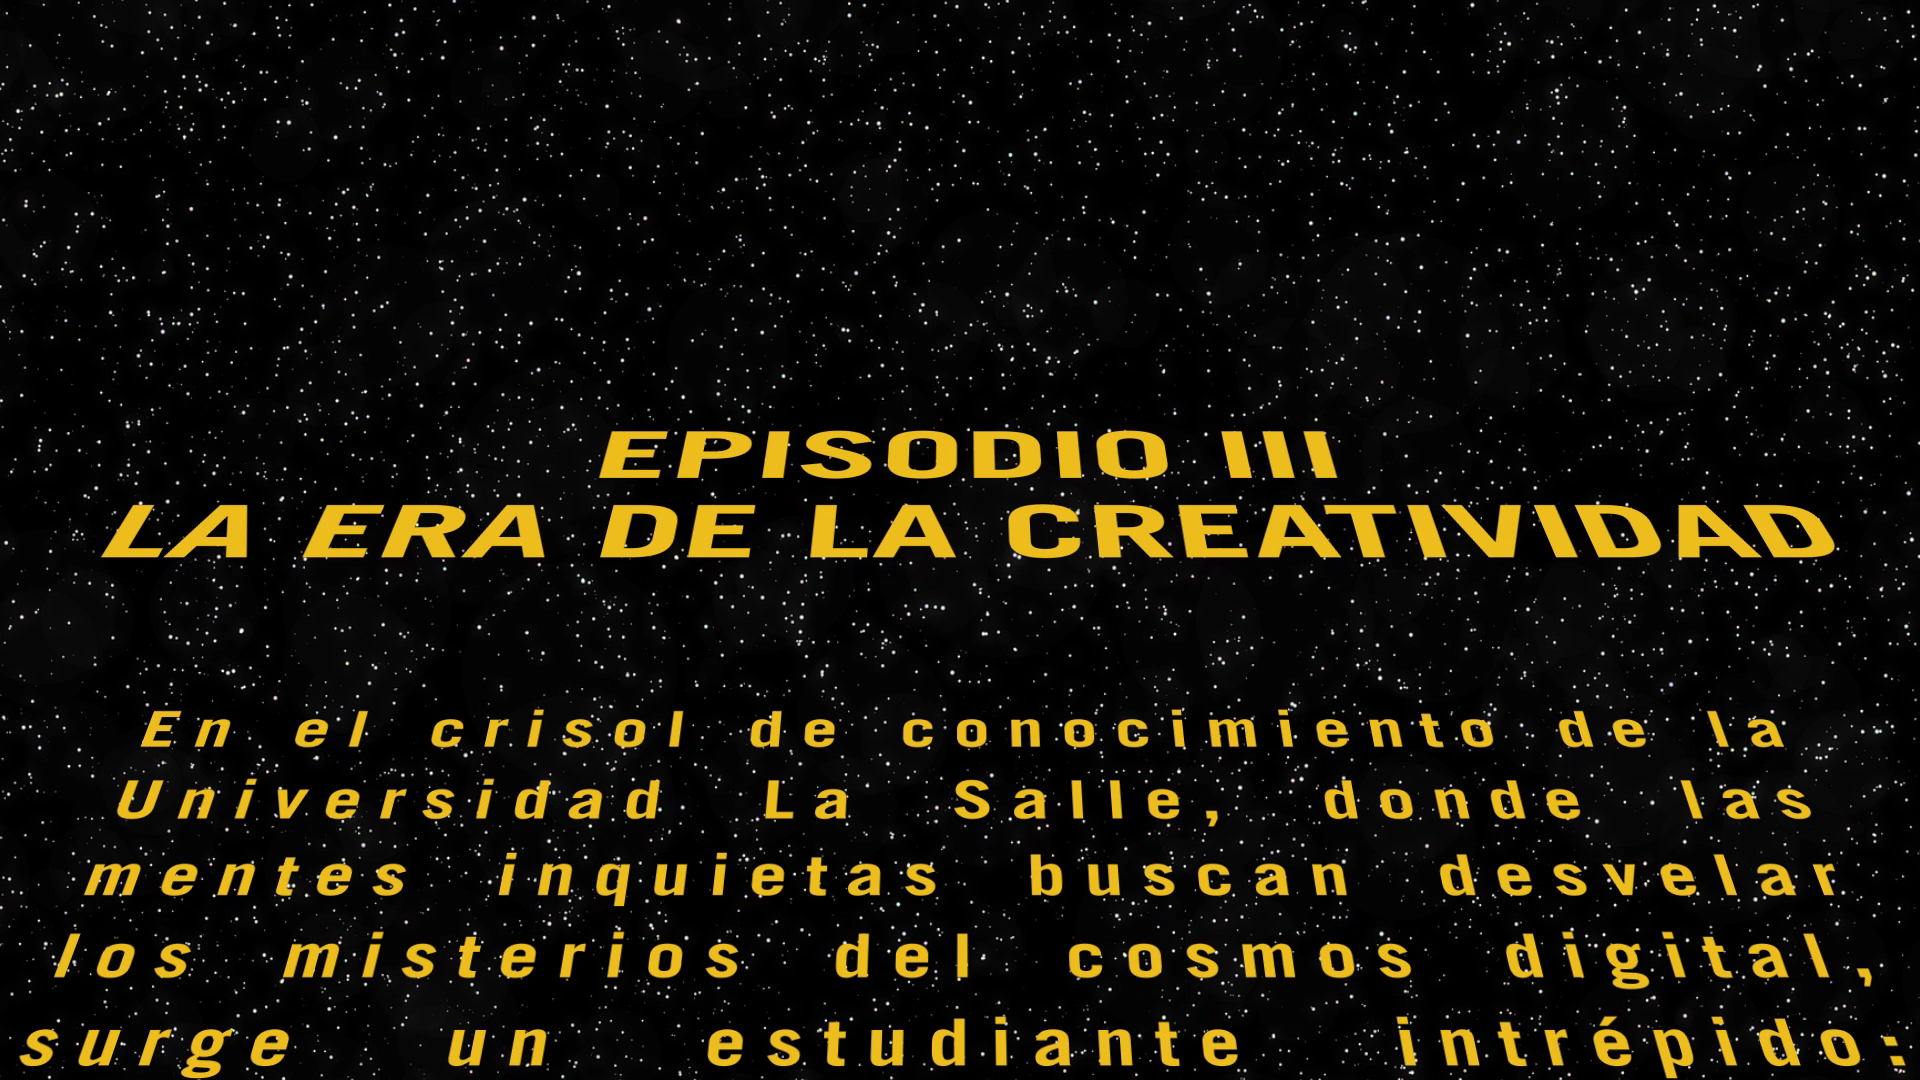 EPISODIO III
LA ERA DE LA CREATIVIDAD
En el crisol de conocimiento de la
Universidad La Salle, donde las
mentes inquietas buscan desvelar
los misterios del cosmos digital,
surge un estudiante intrépido: